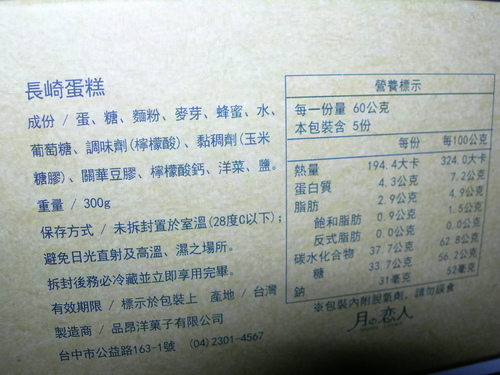 長崎蛋糕
成份 / 蛋、糖、麵粉、麥芽、蜂蜜、水、
葡萄糖、調味劑(檸檬酸)、黏稠劑(玉米
糖膠)、關華豆膠、檸檬酸鈣、洋菜、鹽。
重量 / 300g
保存方式 / 未拆封置於室溫(28度C以下);
避免日光直射及高溫、濕之場所。
拆封後務必冷藏並立即享用完畢。
有效期限 / 標示於包裝上 產地 / 台灣
製造商 / 品昂洋菓子有限公司
台中市公益路163-1號 (04)2301-4567
營養標示
每一份量 60公克
本包裝含 5份
每份 每100公克
熱量 194.4大卡 324.0大卡
蛋白質 4.3公克 7.2公克
脂肪 2.9公克 4.9公克
飽和脂肪 0.9公克 1.5公克
反式脂肪 0.0公克 0.0公克
碳水化合物 37.7公克 62.8公克
糖 33.7公克 56.2公克
鈉 31毫克 52毫克
※包裝內附脫氧劑，請勿誤食
月の恋人